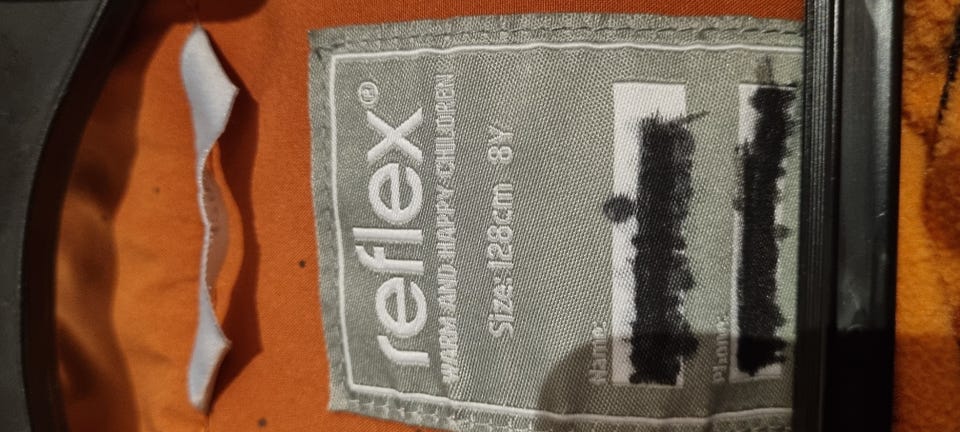 reflex®
WARM AND HAPPY CHILDREN
Size: 128cm 8Y
Name:
Phone: